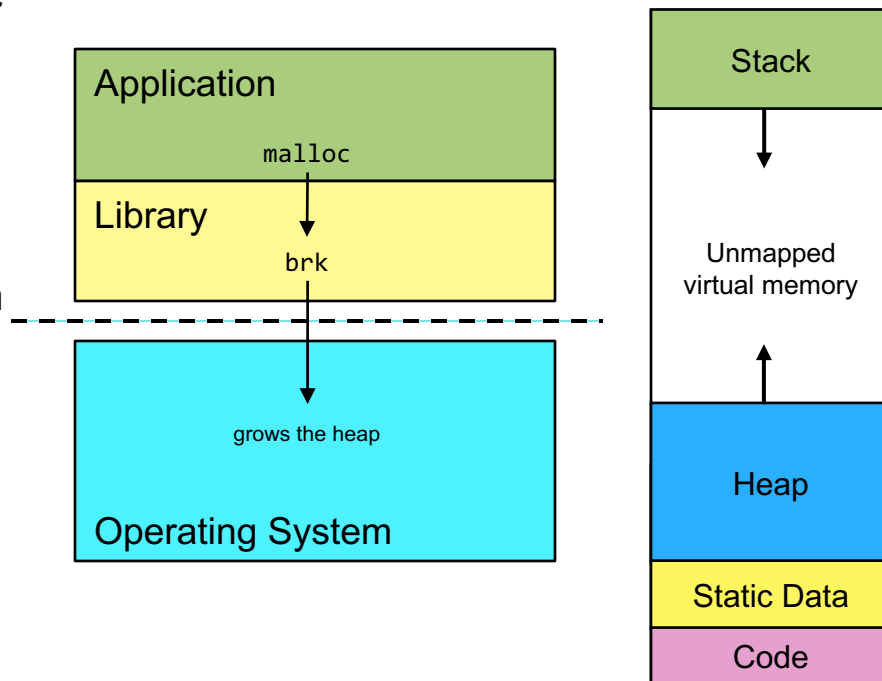 Application
malloc
Library
brk
grows the heap
Operating System
Stack
Unmapped
virtual memory
Heap
Static Data
Code